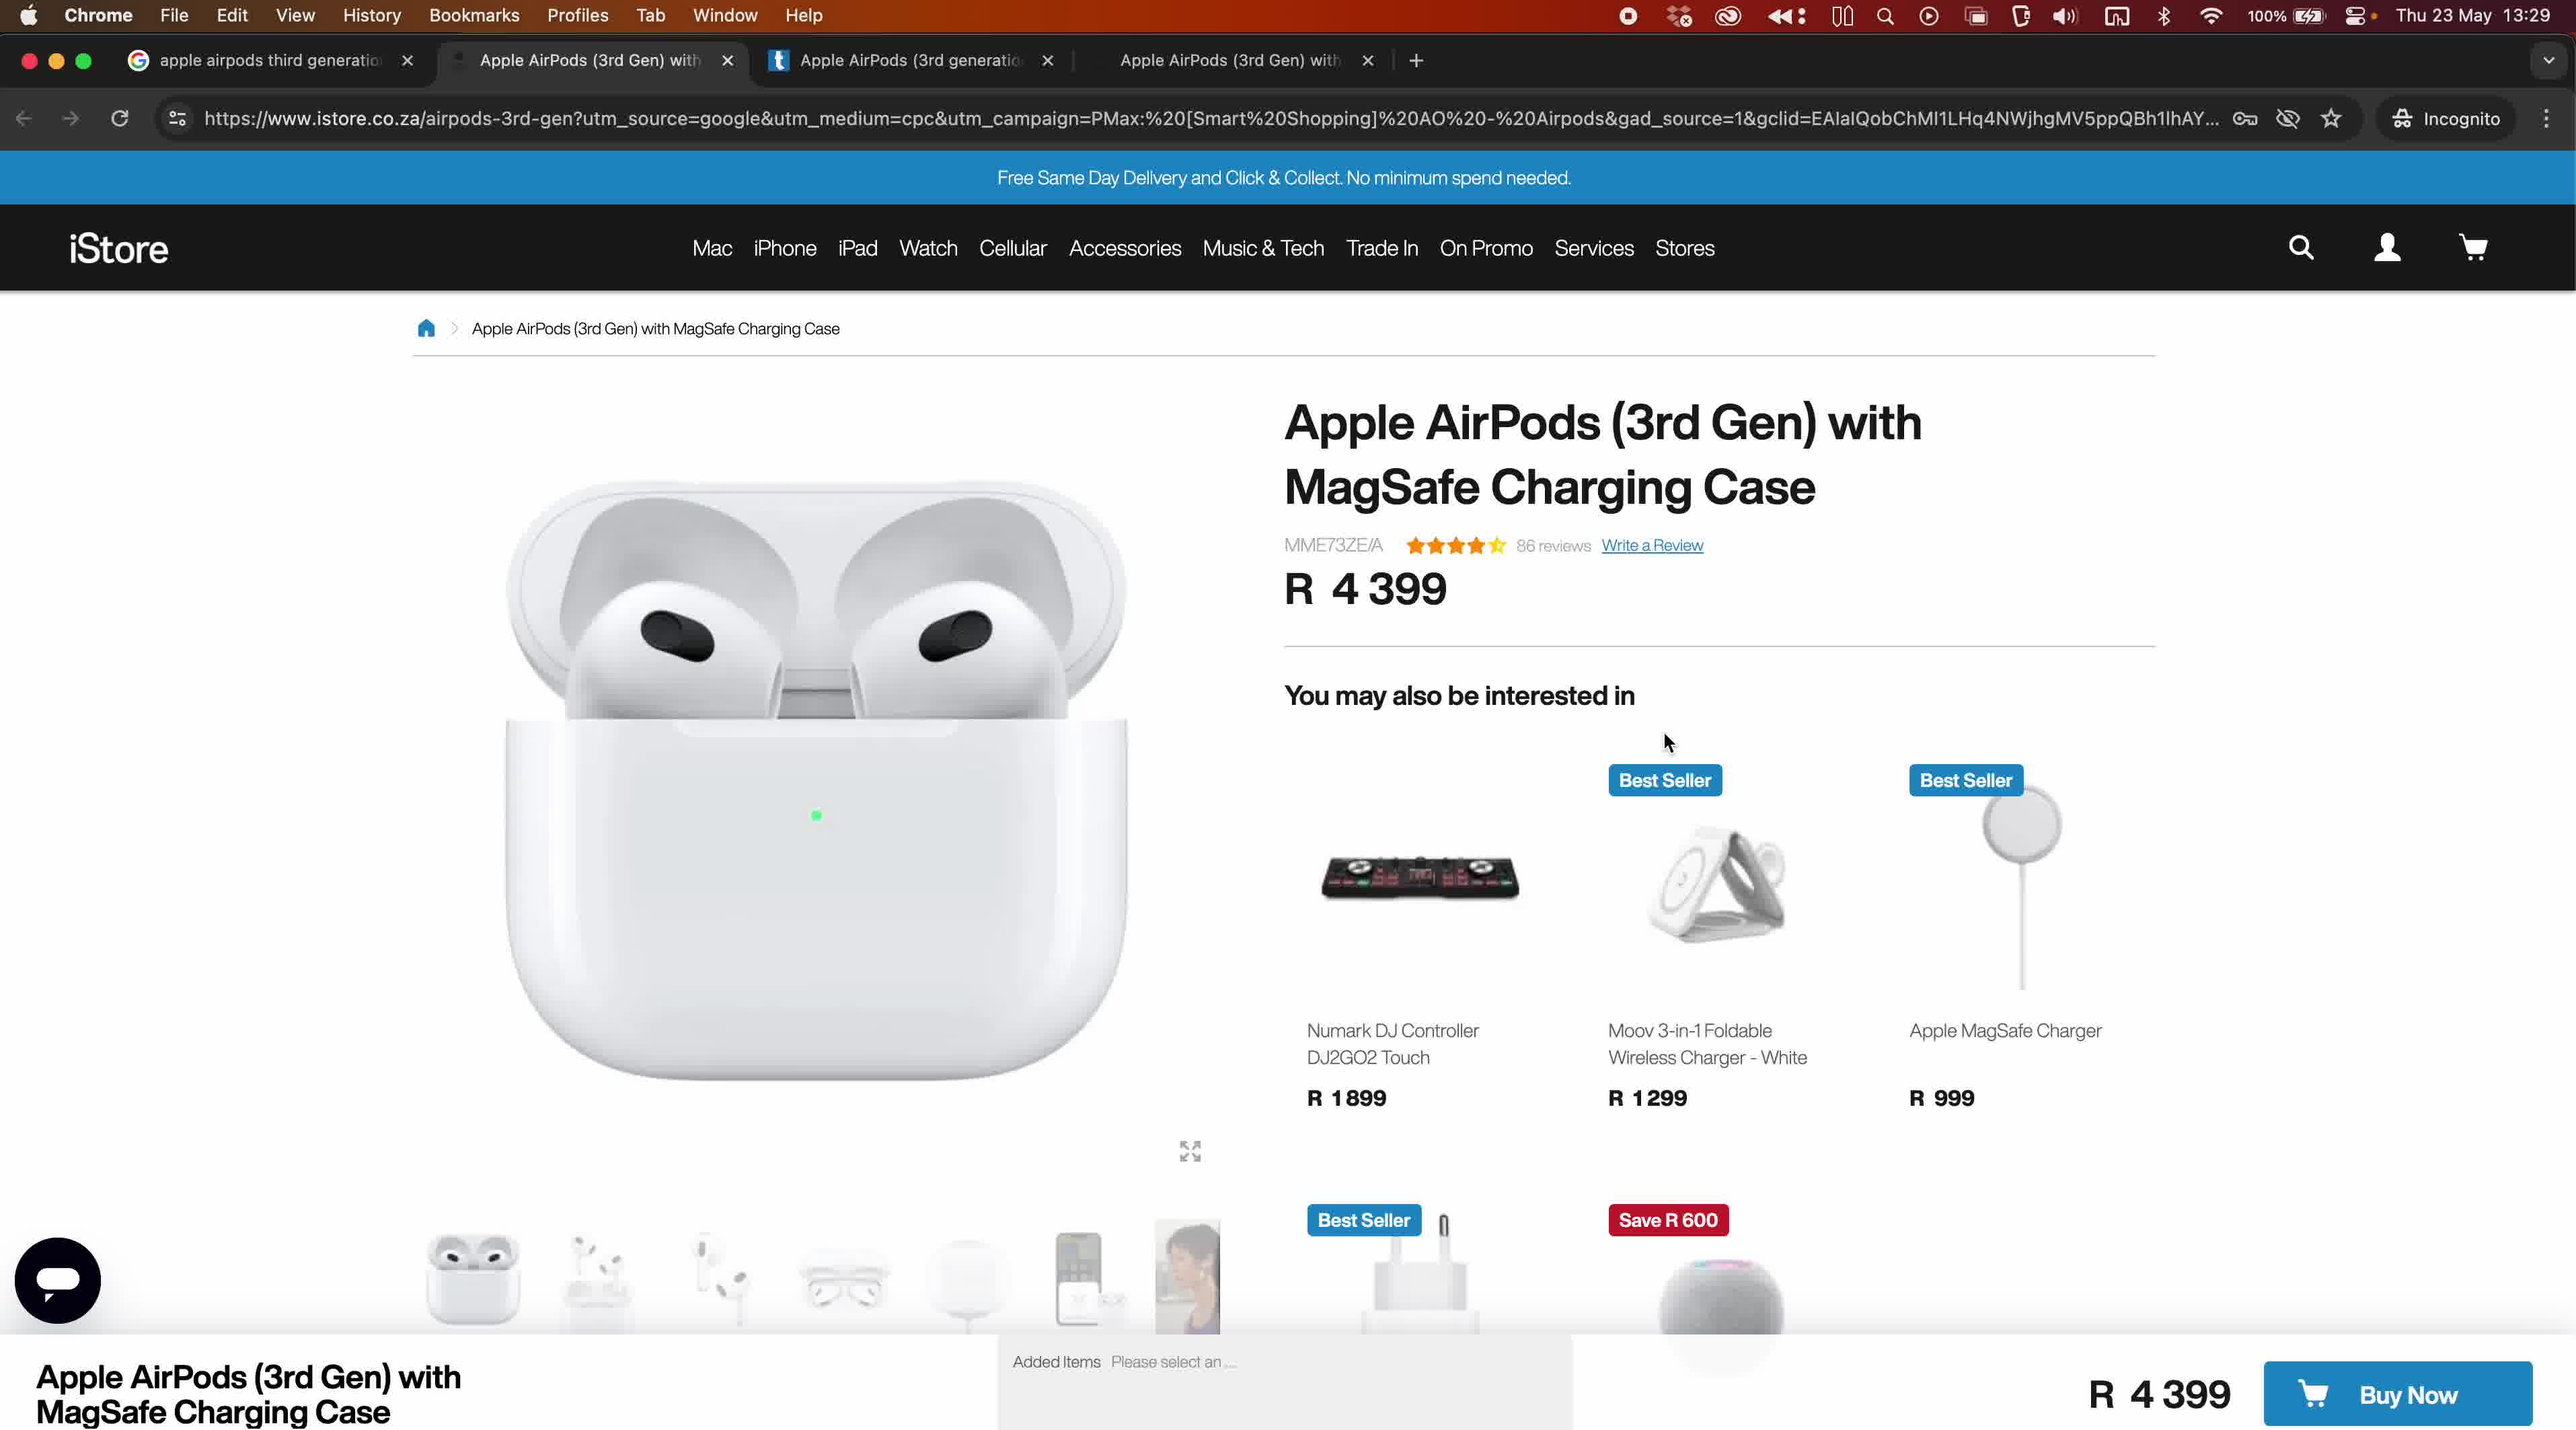 Chrome File Edit View History Bookmarks Profiles Tab Window Help
100% Thu 23 May 13:29
apple airpods third generatio
Apple AirPods (3rd Gen) with
Apple AirPods (3rd generatio
Apple AirPods (3rd Gen) with
https://www.istore.co.za/airpods-3rd-gen?utm_source=google&utm_medium=cpc&utm_campaign=PMax:%20[Smart%20Shopping]%20AO%20-%20Airpods&gad_source=1&gclid=EAIaIQobChMI1LHq4NWjhgMV5ppQBh1lhAY...
Incognito
Free Same Day Delivery and Click & Collect. No minimum spend needed.
iStore
Mac iPhone iPad Watch Cellular Accessories Music & Tech Trade In On Promo Services Stores
Apple AirPods (3rd Gen) with MagSafe Charging Case
Apple AirPods (3rd Gen) with
MagSafe Charging Case
MME73ZE/A 86 reviews Write a Review
R 4 399
You may also be interested in
Best Seller
Best Seller
Numark DJ Controller
DJ2GO2 Touch
R 1 899
Moov 3-in-1 Foldable
Wireless Charger - White
R 1 299
Apple MagSafe Charger
R 999
Best Seller
Save R 600
Apple AirPods (3rd Gen) with
MagSafe Charging Case
Added Items Please select an ...
R 4 399
Buy Now